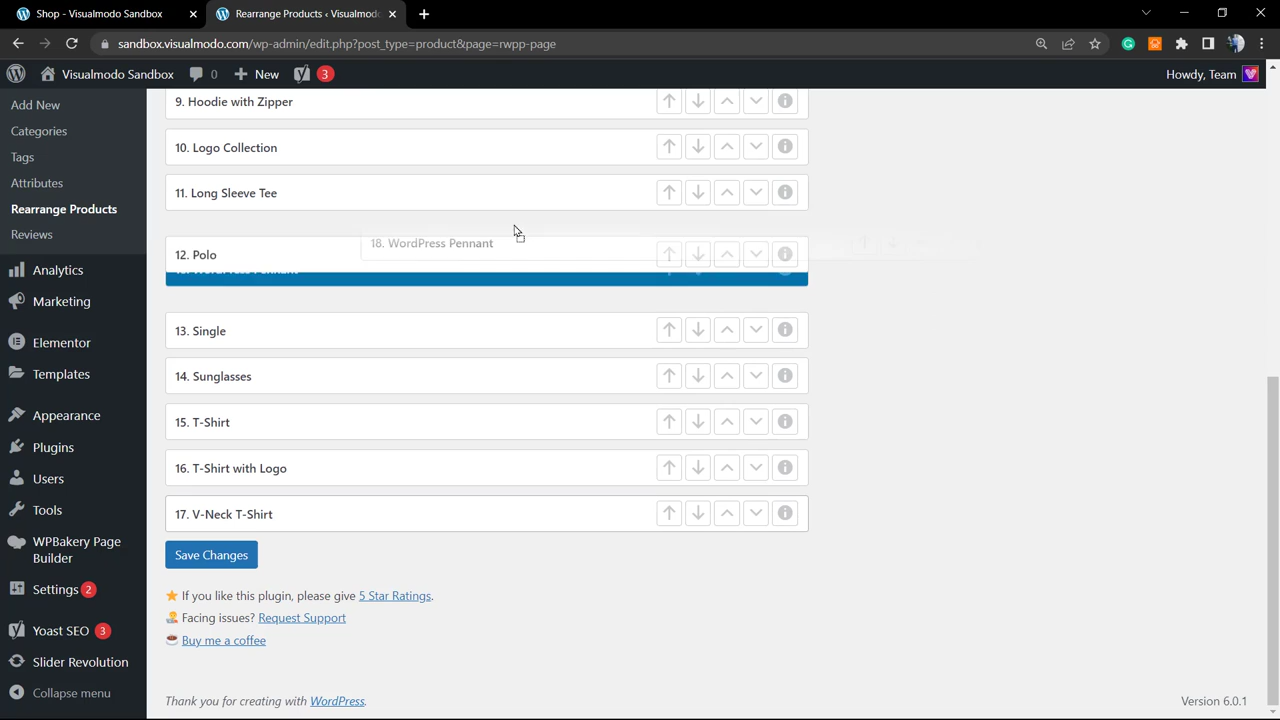 Shop - Visualmodo Sandbox
Rearrange Products ‹ Visualmodo
sandbox.visualmodo.com/wp-admin/edit.php?post_type=product&page=rwpp-page
Visualmodo Sandbox
0
New
3
Howdy, Team
Add New
Categories
Tags
Attributes
Rearrange Products
Reviews
Analytics
Marketing
Elementor
Templates
Appearance
Plugins
Users
Tools
WPBakery Page
Builder
Settings 2
Yoast SEO 3
Slider Revolution
Collapse menu
9. Hoodie with Zipper
10. Logo Collection
11. Long Sleeve Tee
18. WordPress Pennant
12. Polo
13. Single
14. Sunglasses
15. T-Shirt
16. T-Shirt with Logo
17. V-Neck T-Shirt
Save Changes
If you like this plugin, please give 5 Star Ratings.
Facing issues? Request Support
Buy me a coffee
Thank you for creating with WordPress.
Version 6.0.1